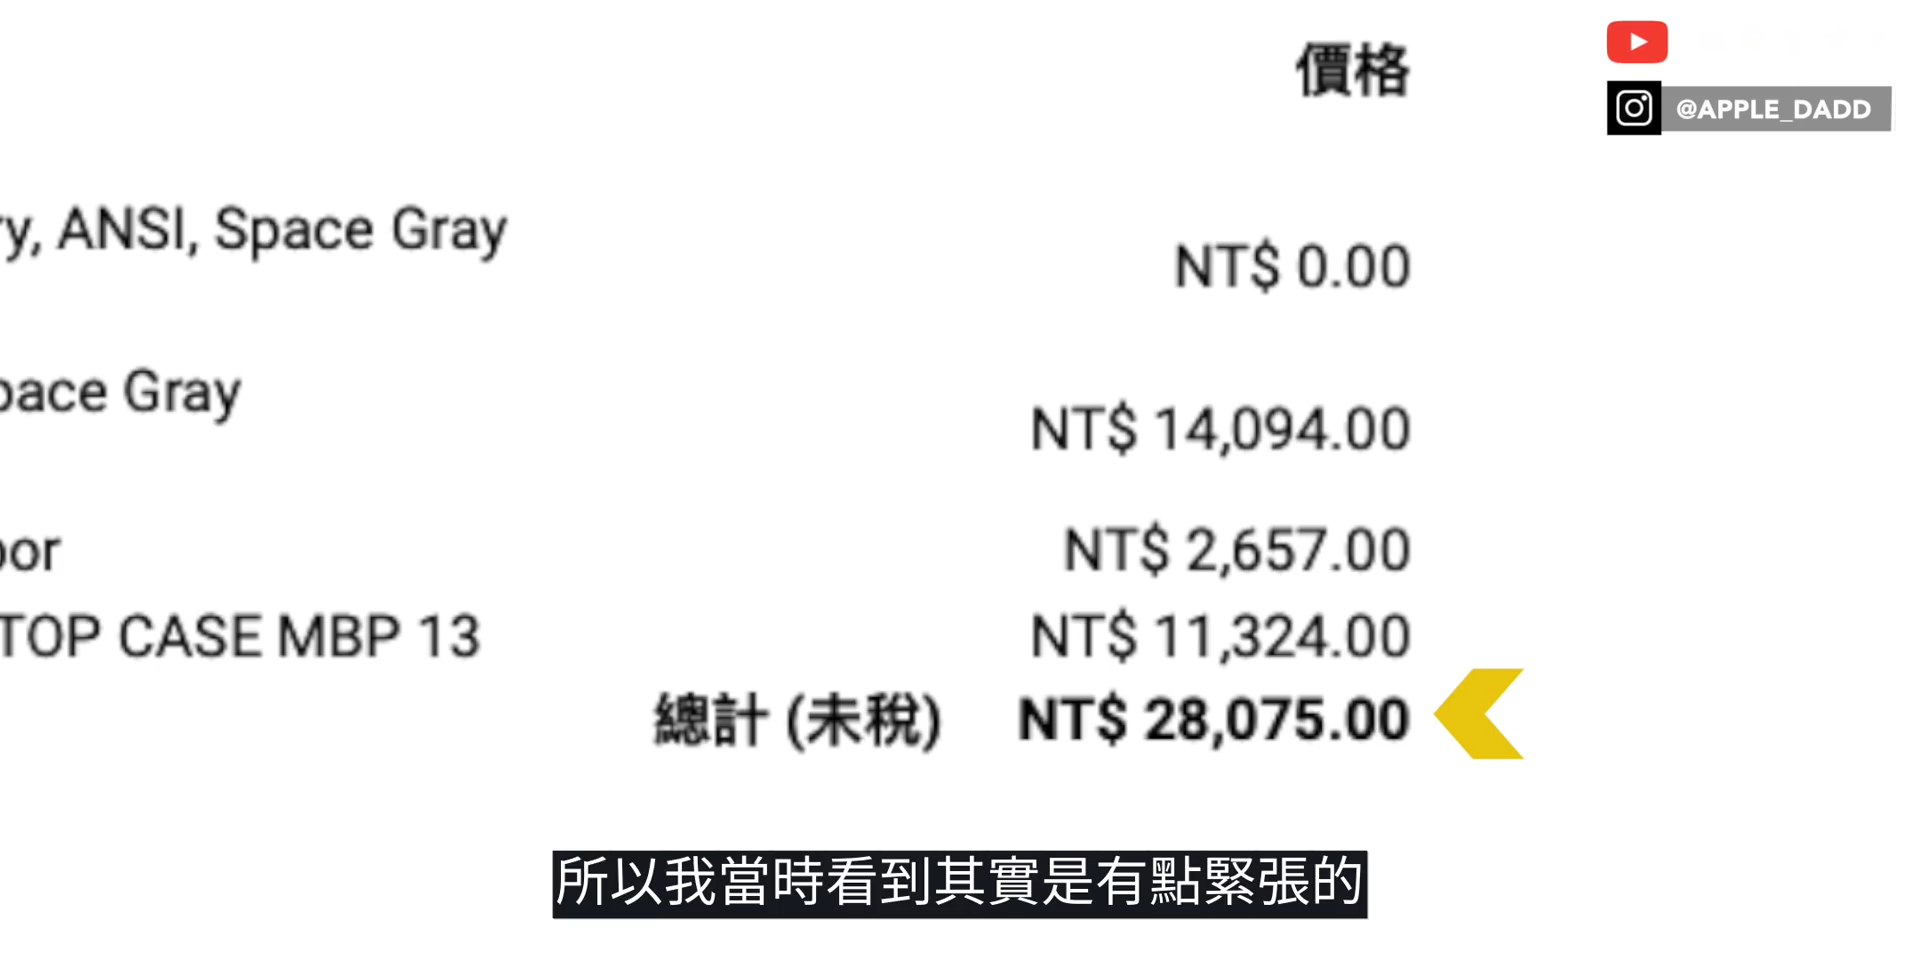 價格
@APPLE_DADD
ry, ANSI, Space Gray
NT$ 0.00
pace Gray
NT$ 14,094.00
bor
NT$ 2,657.00
TOP CASE MBP 13
NT$ 11,324.00
總計 (未稅) NT$ 28,075.00
所以我當時看到其實是有點緊張的